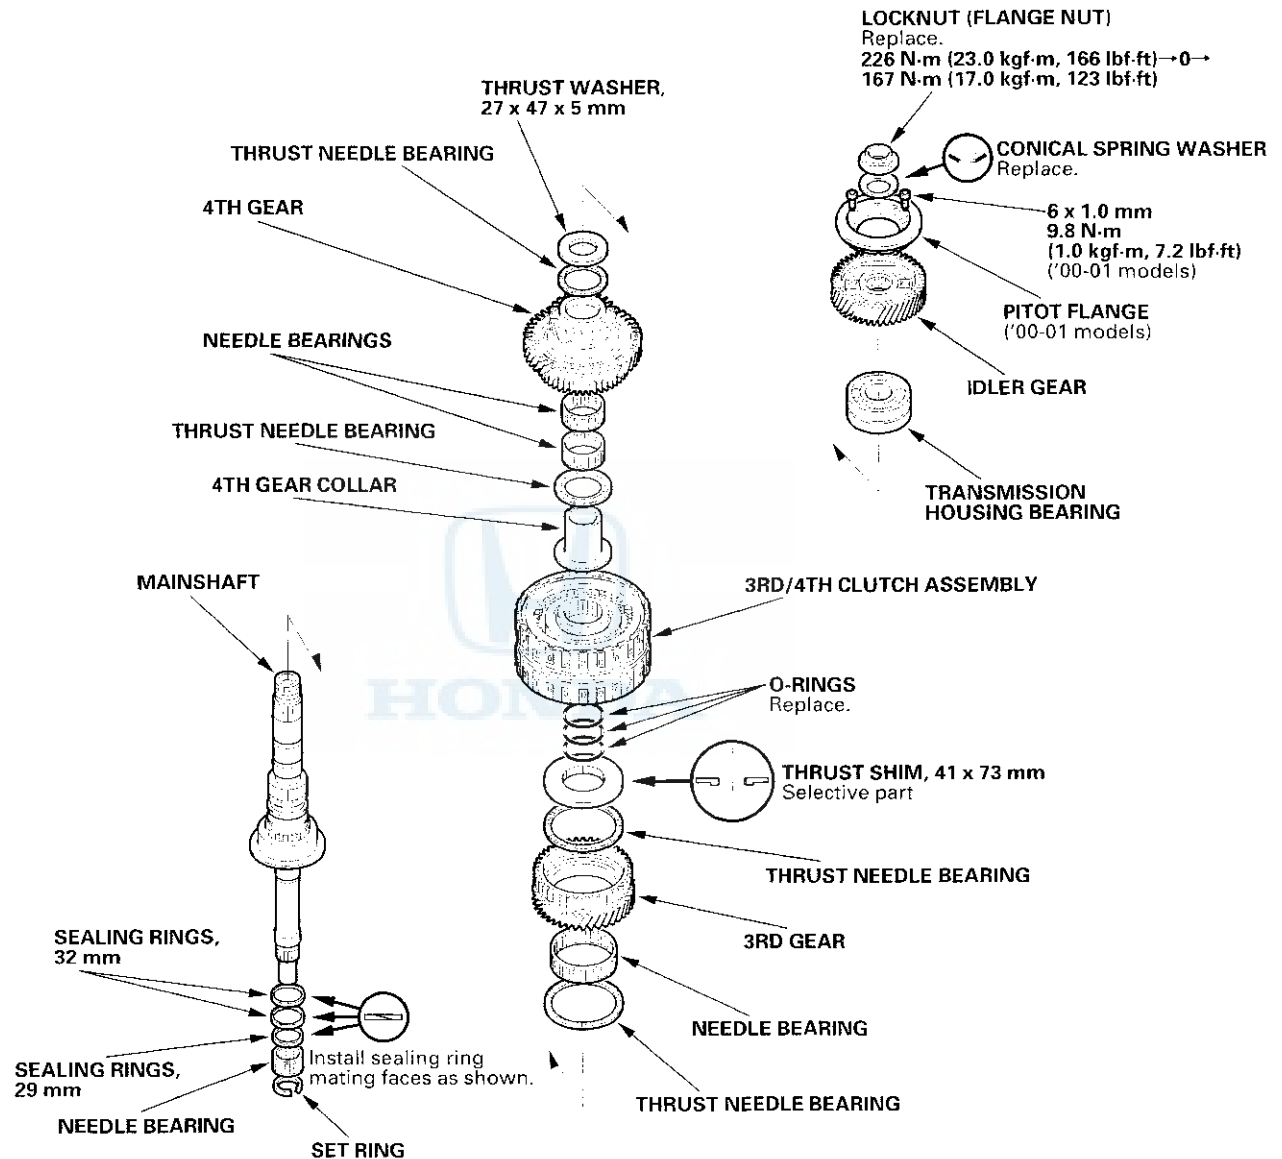 LOCKNUT (FLANGE NUT)
Replace.
226 N·m (23.0 kgf·m, 166 lbf·ft)→0→
167 N·m (17.0 kgf·m, 123 lbf·ft)
THRUST WASHER,
27 x 47 x 5 mm
THRUST NEEDLE BEARING
CONICAL SPRING WASHER
Replace.
4TH GEAR
6 x 1.0 mm
9.8 N·m
(1.0 kgf·m, 7.2 lbf·ft)
('00-01 models)
PITOT FLANGE
('00-01 models)
NEEDLE BEARINGS
IDLER GEAR
THRUST NEEDLE BEARING
4TH GEAR COLLAR
TRANSMISSION
HOUSING BEARING
MAINSHAFT
3RD/4TH CLUTCH ASSEMBLY
HONDA
O-RINGS
Replace.
THRUST SHIM, 41 x 73 mm
Selective part
THRUST NEEDLE BEARING
3RD GEAR
SEALING RINGS,
32 mm
NEEDLE BEARING
Install sealing ring
mating faces as shown.
SEALING RINGS,
29 mm
THRUST NEEDLE BEARING
NEEDLE BEARING
SET RING